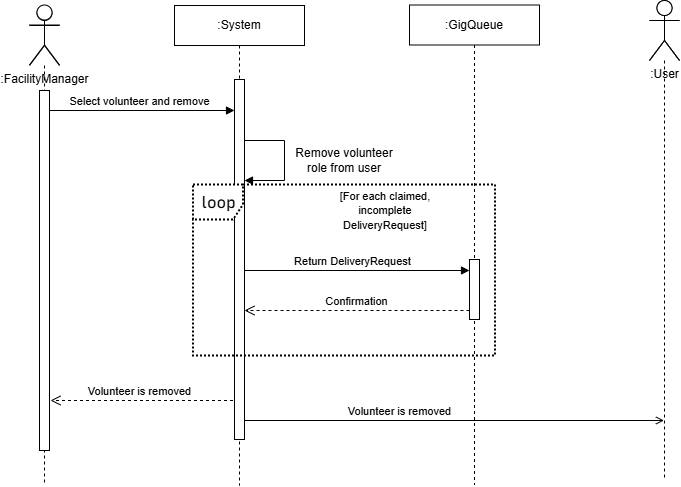 :System
:GigQueue
:FacilityManager
:User
Select volunteer and remove
Remove volunteer
role from user
loop
[For each claimed,
incomplete
DeliveryRequest]
Return DeliveryRequest
Confirmation
Volunteer is removed
Volunteer is removed